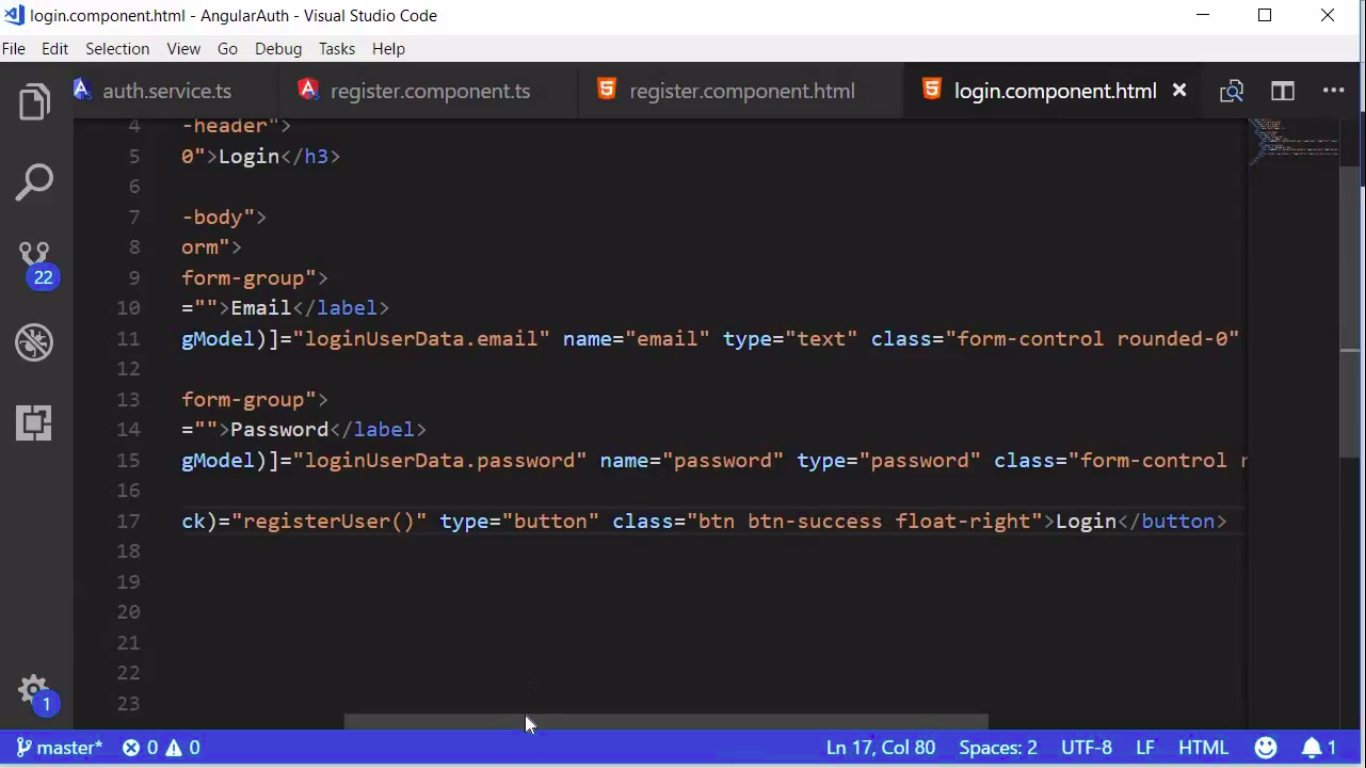 login.component.html - AngularAuth - Visual Studio Code
File Edit Selection View Go Debug Tasks Help
auth.service.ts register.component.ts register.component.html login.component.html
4 -header">
5 0">Login</h3>
6
7 -body">
8 orm">
9 form-group">
10 ="">Email</label>
11 gModel)]="loginUserData.email" name="email" type="text" class="form-control rounded-0"
12
13 form-group">
14 ="">Password</label>
15 gModel)]="loginUserData.password" name="password" type="password" class="form-control r
16
17 ck)="registerUser()" type="button" class="btn btn-success float-right">Login</button>
18
19
20
21
22
23
22
1
master* 0 0 Ln 17, Col 80 Spaces: 2 UTF-8 LF HTML 1